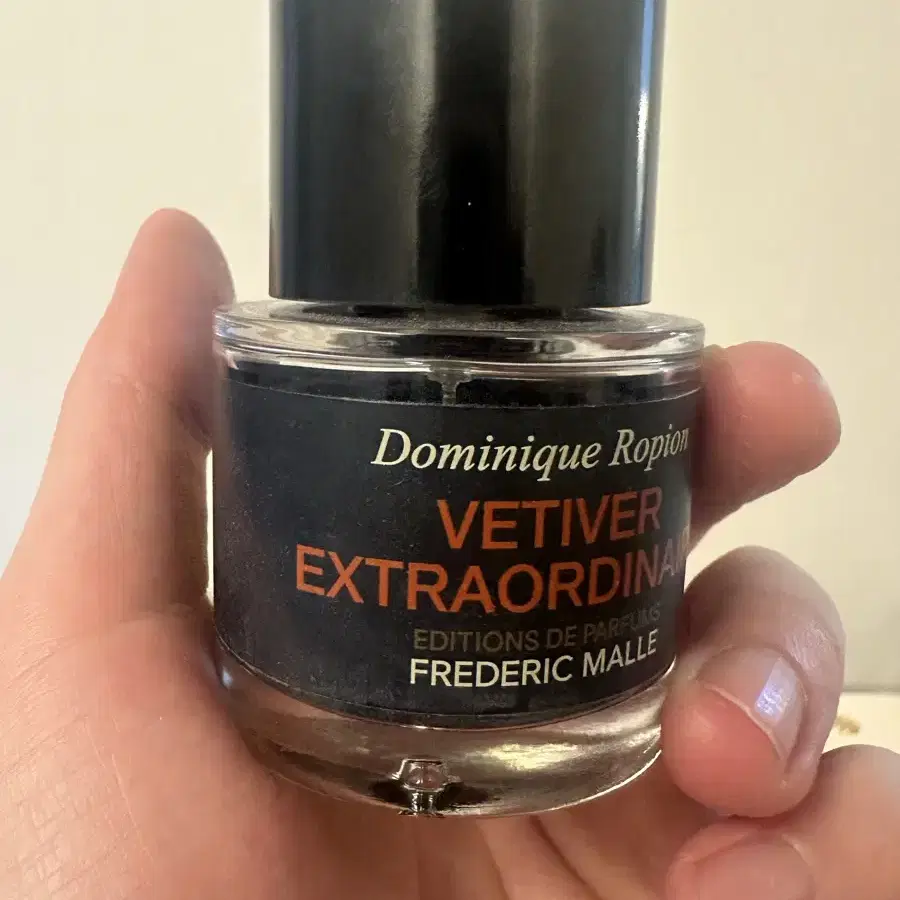 Dominique Ropion
VETIVER
EXTRAORDINAI
EDITIONS DE PARFUMS
FREDERIC MALLE